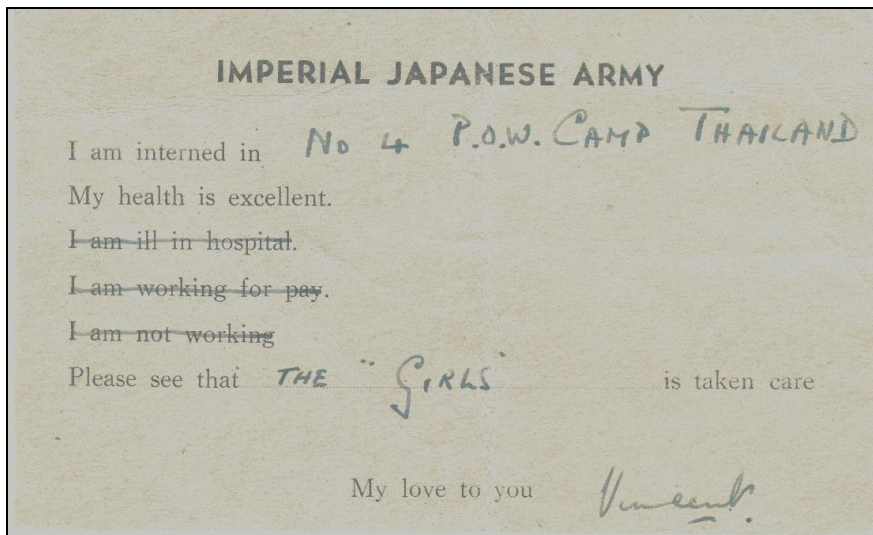 IMPERIAL JAPANESE ARMY
I am interned in No 4 P.O.W. CAMP THAILAND
My health is excellent.
I am ill in hospital.
I am working for pay.
I am not working
Please see that THE "GIRLS" is taken care
My love to you Vincent.